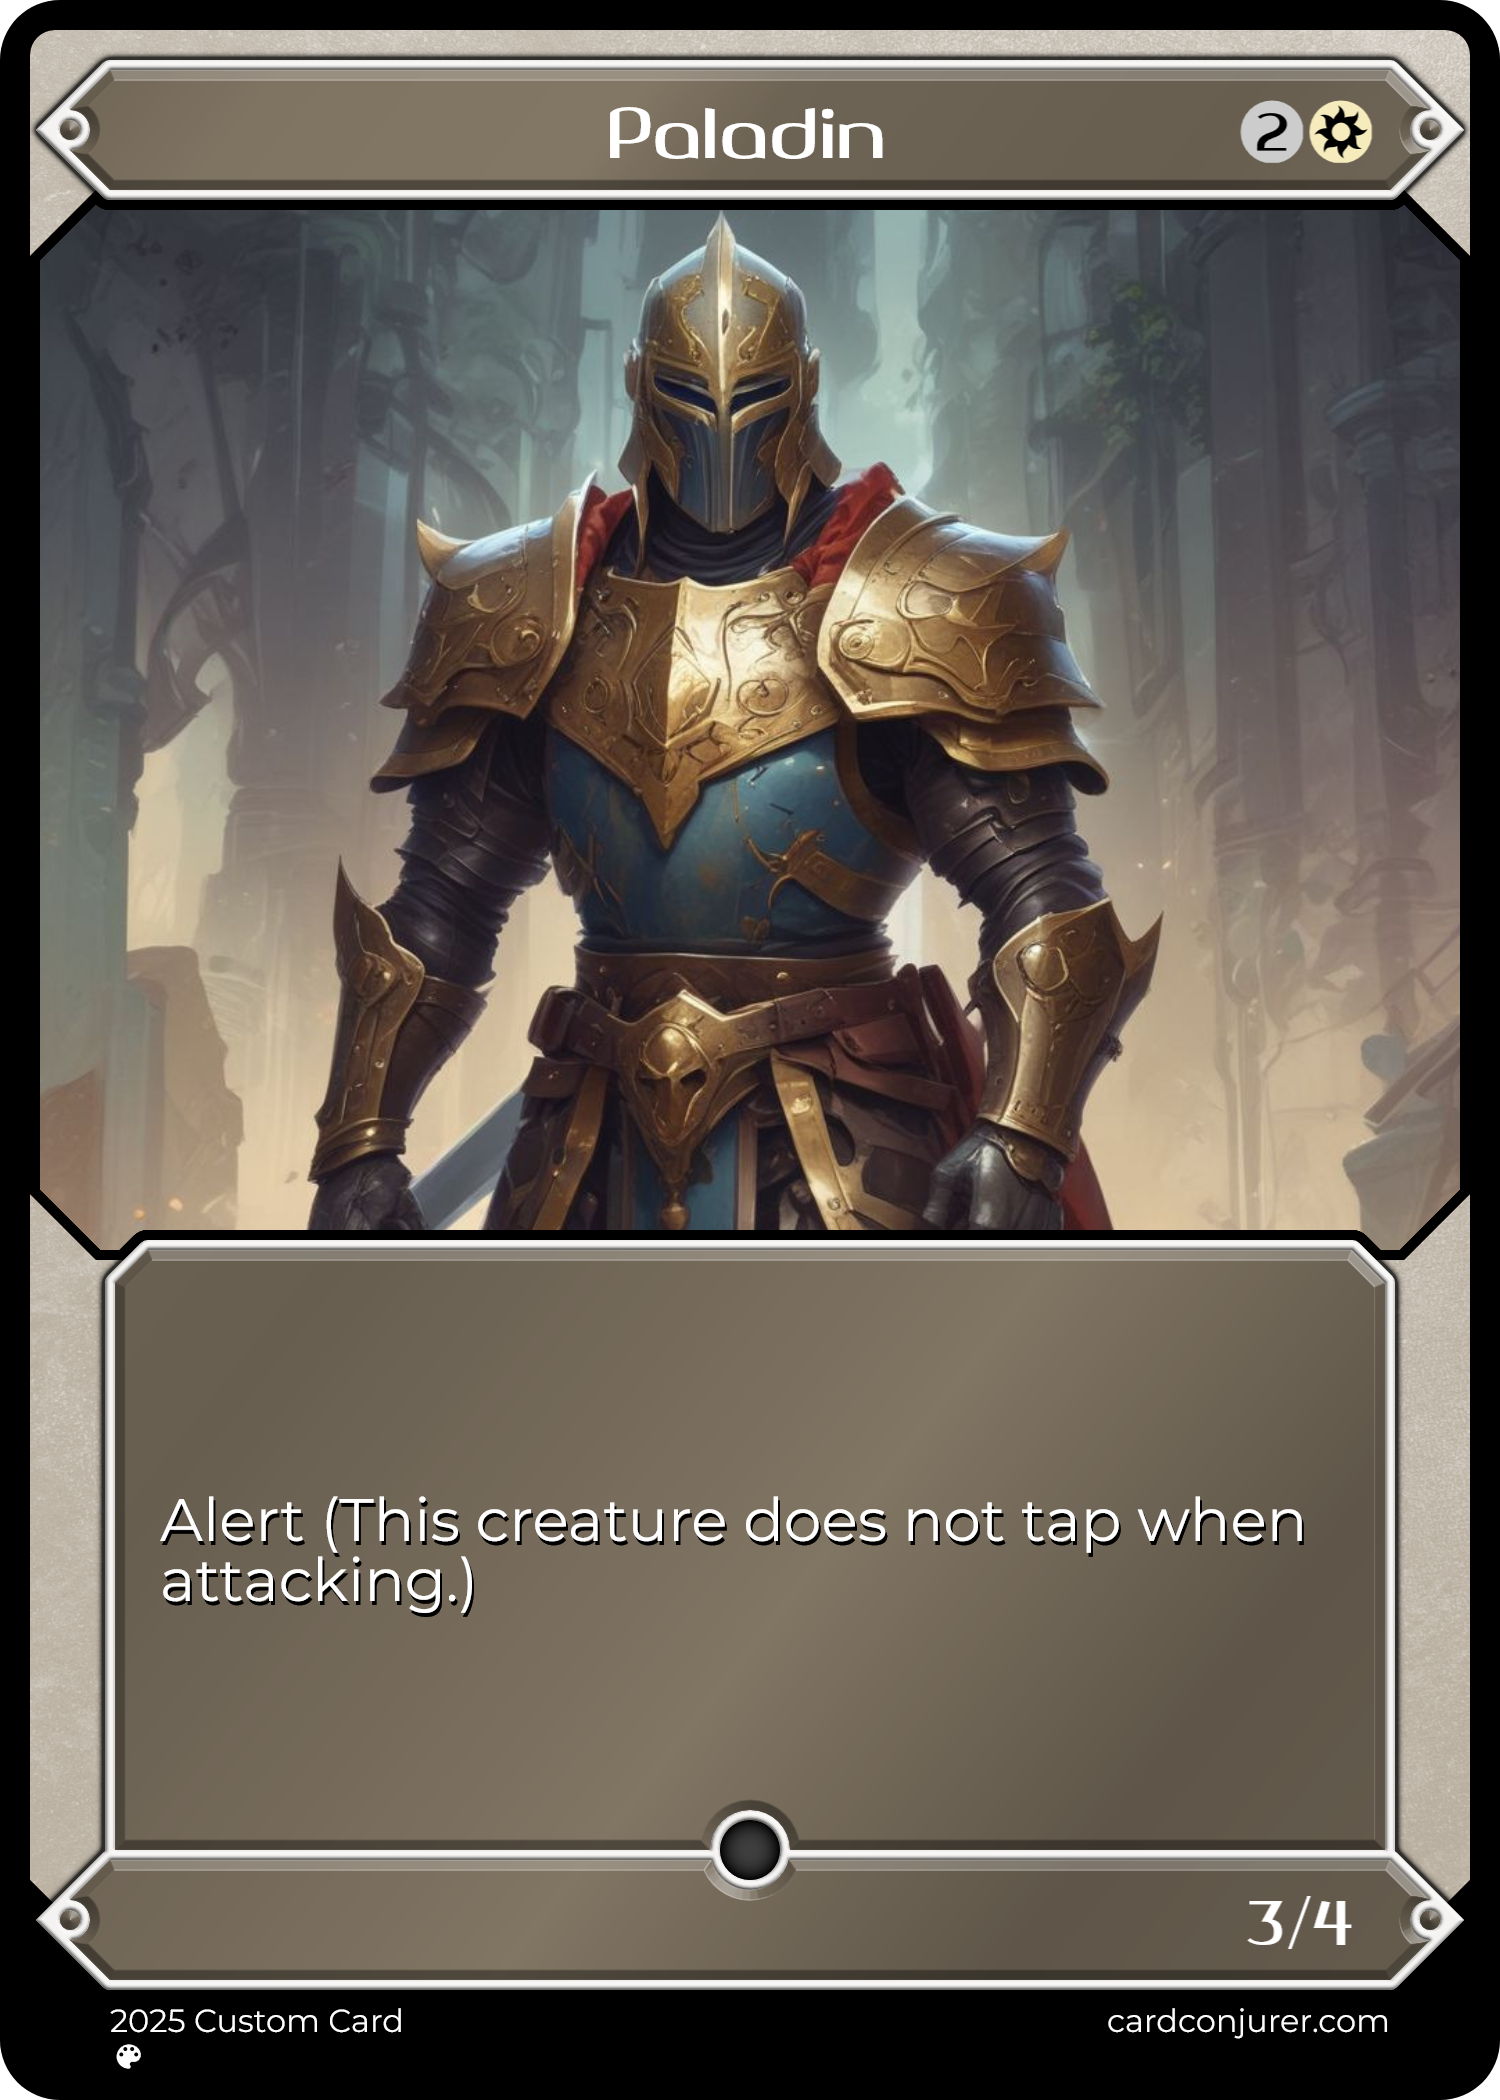 Paladin 2
Alert (This creature does not tap when
attacking.)
3/4
2025 Custom Card cardconjurer.com